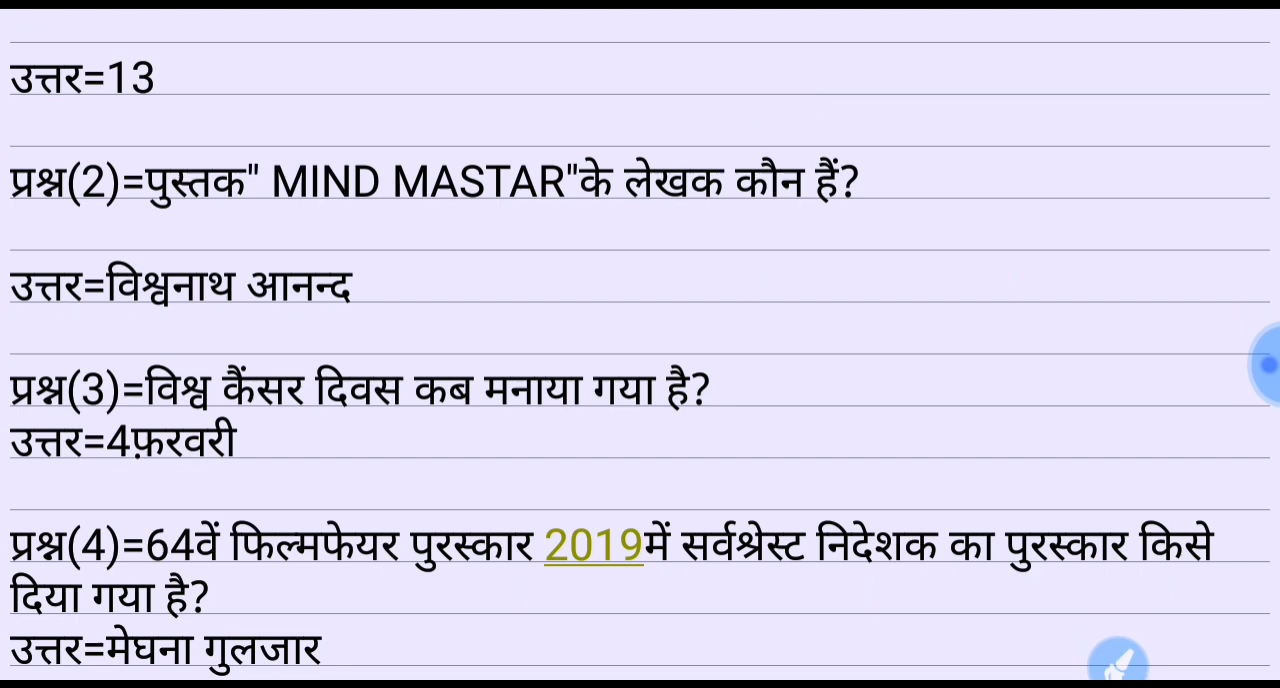 उत्तर=13
प्रश्न(2)=पुस्तक" MIND MASTAR"के लेखक कौन हैं?
उत्तर=विश्वनाथ आनन्द
प्रश्न(3)=विश्व कैंसर दिवस कब मनाया गया है?
उत्तर=4फ़रवरी
प्रश्न(4)=64वें फिल्मफेयर पुरस्कार 2019में सर्वश्रेस्ट निदेशक का पुरस्कार किसे
दिया गया है?
उत्तर=मेघना गुलजार